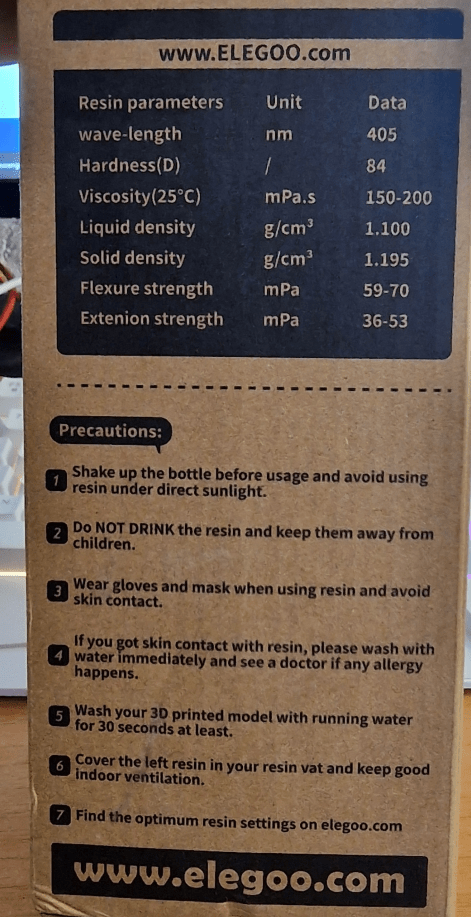 www.ELEGOO.com
Resin parameters Unit Data
wave-length nm 405
Hardness(D) / 84
Viscosity(25°C) mPa.s 150-200
Liquid density g/cm³ 1.100
Solid density g/cm³ 1.195
Flexure strength mPa 59-70
Extenion strength mPa 36-53
Precautions:
1 Shake up the bottle before usage and avoid using
resin under direct sunlight.
2 Do NOT DRINK the resin and keep them away from
children.
3 Wear gloves and mask when using resin and avoid
skin contact.
If you got skin contact with resin, please wash with
4 water immediately and see a doctor if any allergy
happens.
5 Wash your 3D printed model with running water
for 30 seconds at least.
6 Cover the left resin in your resin vat and keep good
indoor ventilation.
7 Find the optimum resin settings on elegoo.com
www.elegoo.com